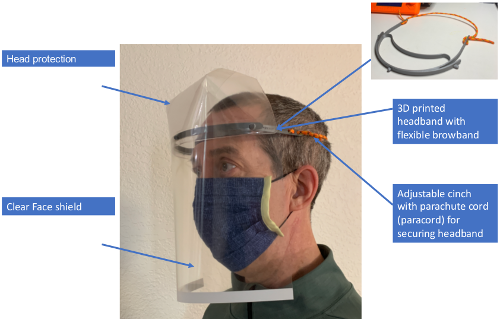 Head protection
3D printed
headband with
flexible browband
Clear Face shield
Adjustable cinch
with parachute cord
(paracord) for
securing headband